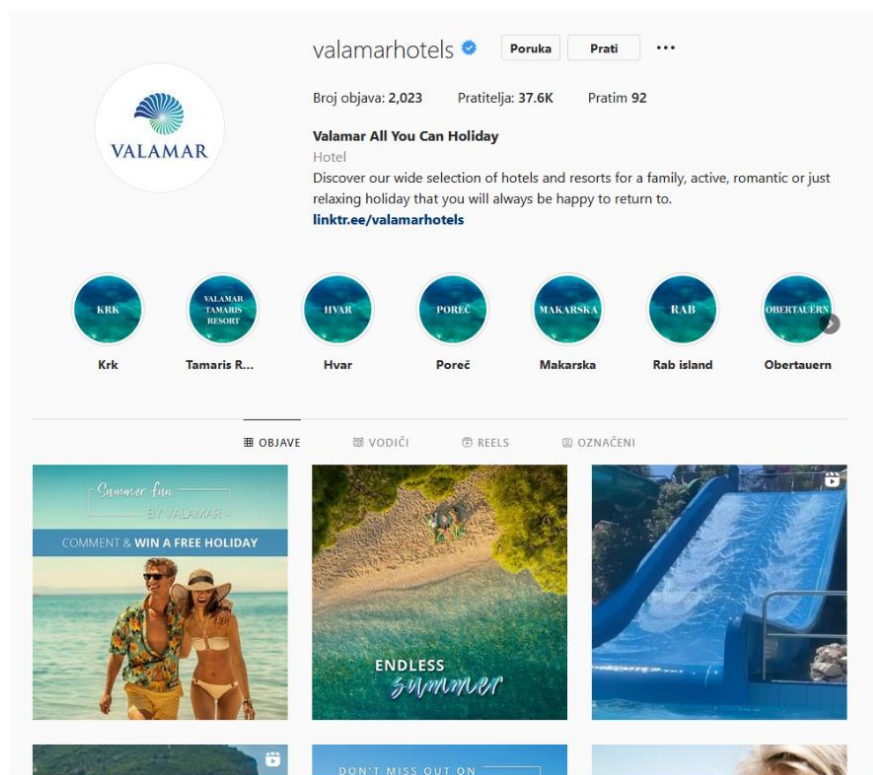 valamarhotels Poruka Prati
Broj objava: 2,023 Pratitelja: 37.6K Pratim 92
Valamar All You Can Holiday
Hotel
Discover our wide selection of hotels and resorts for a family, active, romantic or just
relaxing holiday that you will always be happy to return to.
linktr.ee/valamarhotels
VALAMAR
KRK
VALAMAR
TAMARIS
RESORT
HVAR
POREČ
MAKARSKA
RAB
OBERTAUERN
Krk
Tamaris R...
Hvar
Poreč
Makarska
Rab island
Obertauern
OBJAVE
VODIČI
REELS
OZNAČENI
Summer fun
BY VALAMAR
COMMENT & WIN A FREE HOLIDAY
ENDLESS
summer
DON'T MISS OUT ON